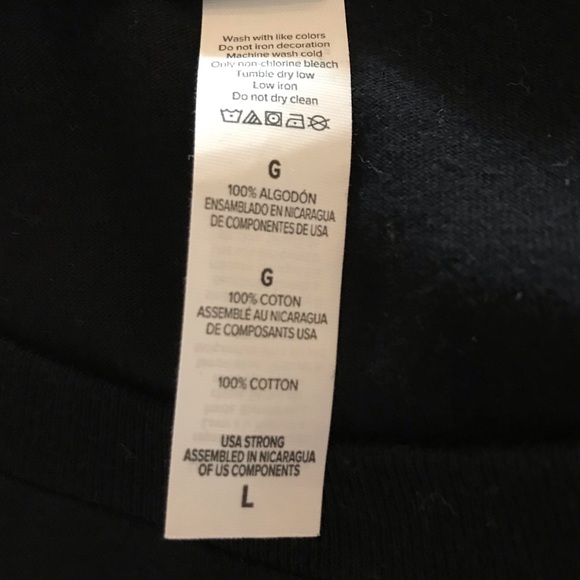 Wash with like colors
Do not iron decoration
Machine wash cold
Only non-chlorine bleach
Tumble dry low
Low iron
Do not dry clean
G
100% ALGODÓN
ENSAMBLADO EN NICARAGUA
DE COMPONENTES DE USA
G
100% COTON
ASSEMBLÉ AU NICARAGUA
DE COMPOSANTS USA
100% COTTON
USA STRONG
ASSEMBLED IN NICARAGUA
OF US COMPONENTS
L